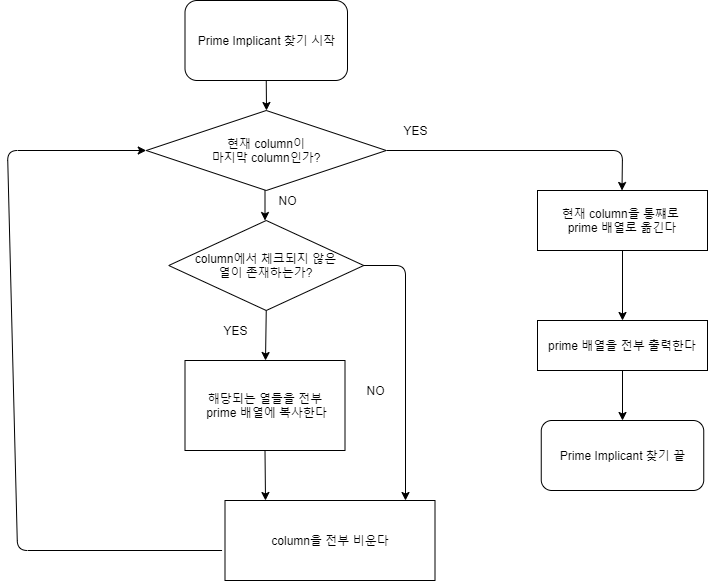 Prime Implicant 찾기 시작
현재 column이
마지막 column인가?
YES
NO
현재 column을 통째로
prime 배열로 옮긴다
column에서 체크되지 않은
열이 존재하는가?
YES
prime 배열을 전부 출력한다
해당되는 열들을 전부
prime 배열에 복사한다
NO
Prime Implicant 찾기 끝
column을 전부 비운다